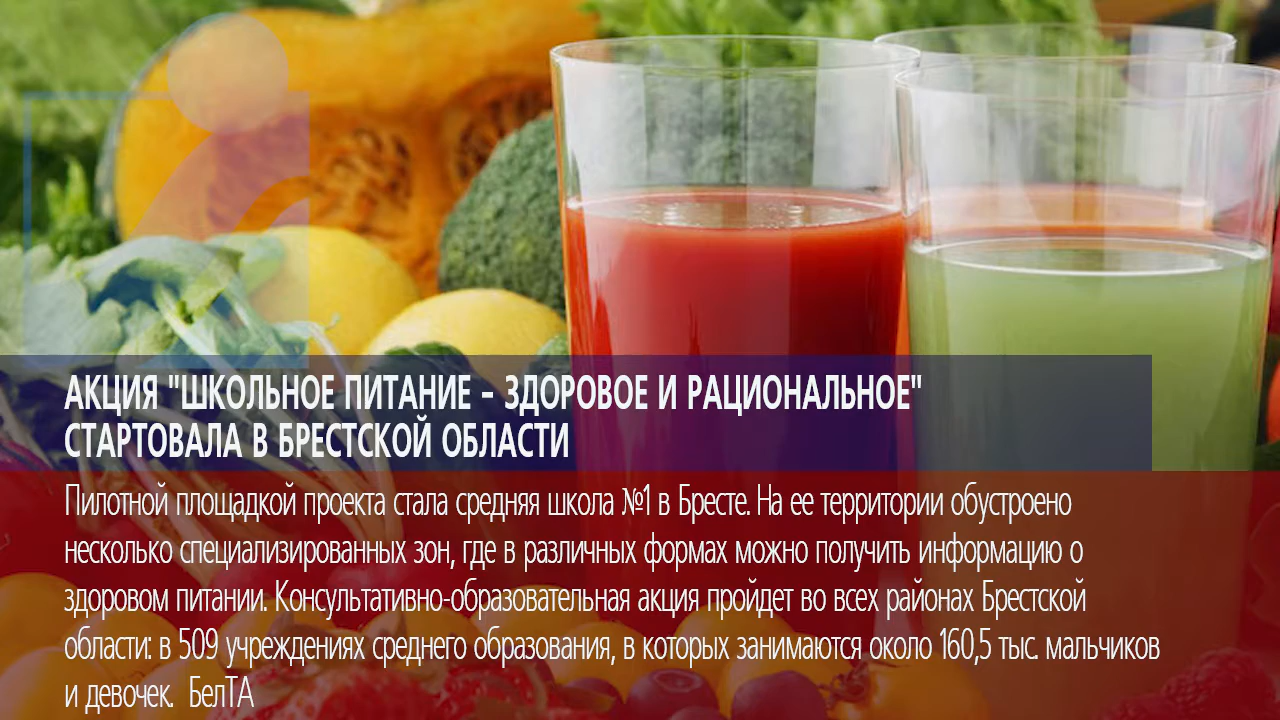 АКЦИЯ "ШКОЛЬНОЕ ПИТАНИЕ - ЗДОРОВОЕ И РАЦИОНАЛЬНОЕ"
СТАРТОВАЛА В БРЕСТСКОЙ ОБЛАСТИ
Пилотной площадкой проекта стала средняя школа №1 в Бресте. На ее территории обустроено
несколько специализированных зон, где в различных формах можно получить информацию о
здоровом питании. Консультативно-образовательная акция пройдет во всех районах Брестской
области: в 509 учреждениях среднего образования, в которых занимаются около 160,5 тыс. мальчиков
и девочек. БелТА